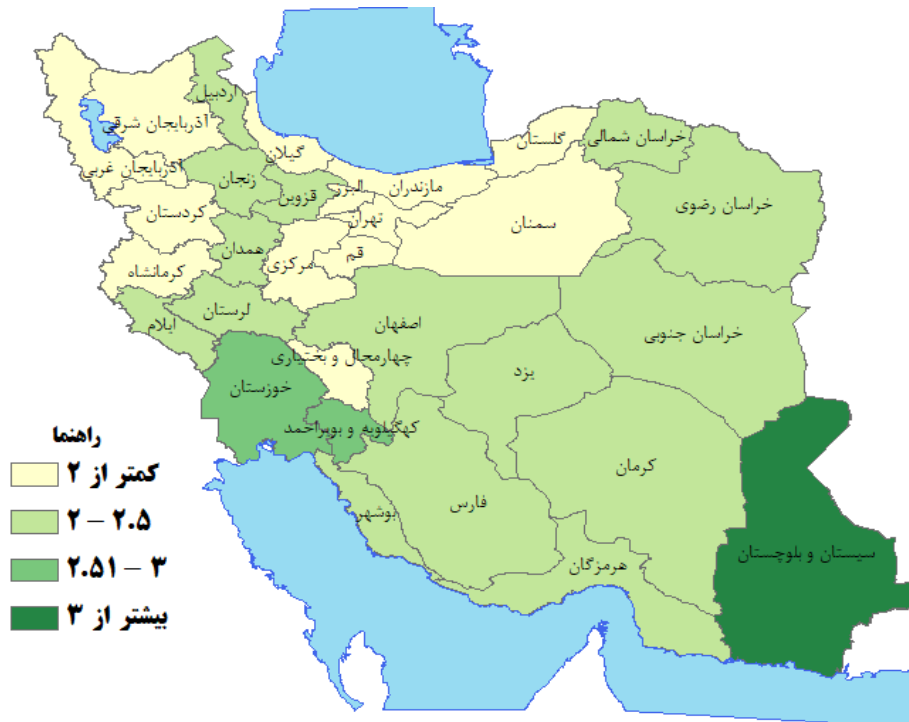 اردبیل
آذربایجان شرقی
گیلان
گلستان
خراسان شمالی
آذربایجان غربی
زنجان
قزوین
البرز
مازندران
خراسان رضوی
کردستان
تهران
سمنان
همدان
قم
مرکزی
کرمانشاه
لرستان
اصفهان
ایلام
خراسان جنوبی
چهارمحال و بختیاری
یزد
خوزستان
کهگیلویه و بویراحمد
کرمان
فارس
بوشهر
سیستان و بلوچستان
هرمزگان
راهنما
کمتر از ۲
۲ – ۲.۵
۲.۵۱ – ۳
بیشتر از ۳